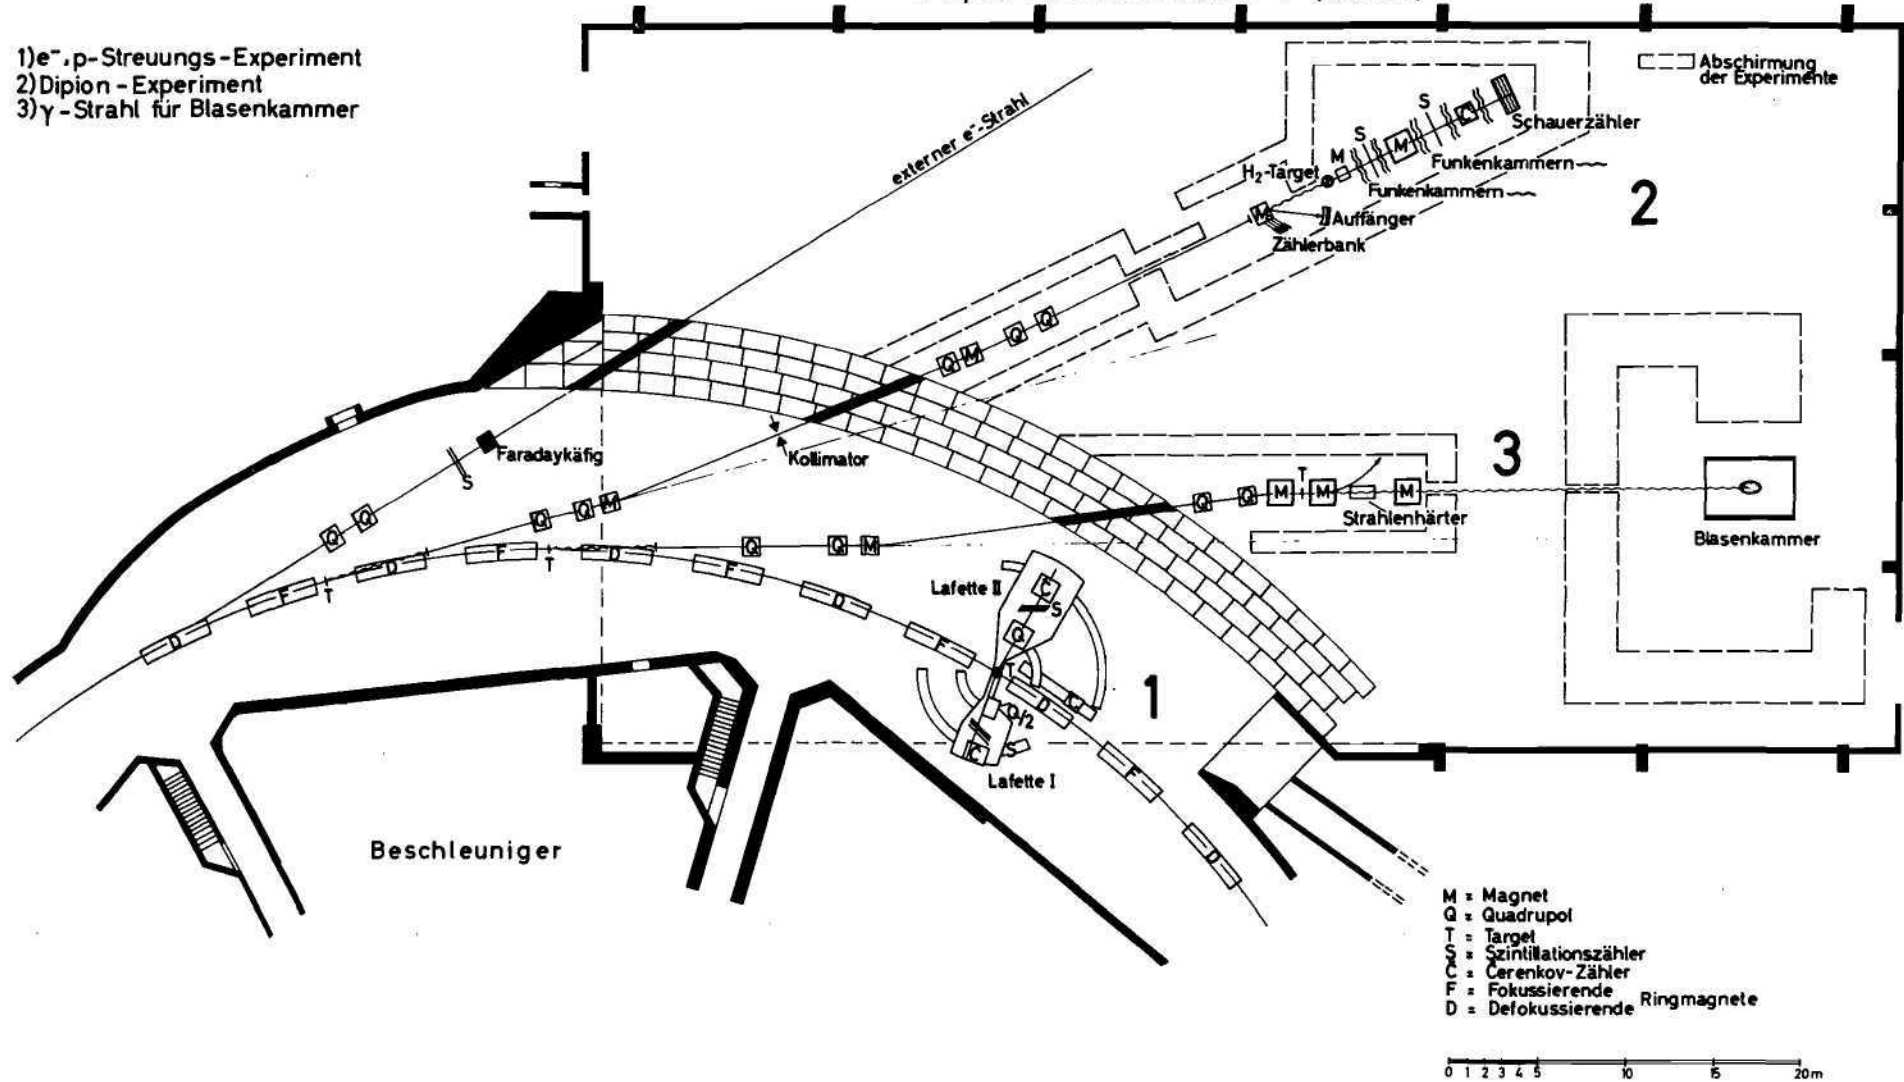 1)e⁻,p-Streuungs-Experiment
2)Dipion-Experiment
3)γ-Strahl für Blasenkammer
Abschirmung
der Experimente
externer e⁻-Strahl
S
Schauerzähler
S
M
M
Funkenkammern
H₂-Target
Funkenkammern
2
M
Auffänger
Zählerbank
Q
M
Q
Q
Faradaykäfig
S
Kollimator
3
Q
Q
M
T
M
M
Strahlenhärter
Blasenkammer
Q
Q
Q
Q
M
Q
Q
M
D
F
T
D
F
T
D
F
D
F
Lafette II
Č
S
Q
T
D
Q/2
S
Č
Lafette I
1
F
D
Beschleuniger
M = Magnet
Q = Quadrupol
T = Target
S = Szintillationszähler
Č = Čerenkov-Zähler
F = Fokussierende
D = Defokussierende
Ringmagnete
0 1 2 3 4 5 10 15 20m